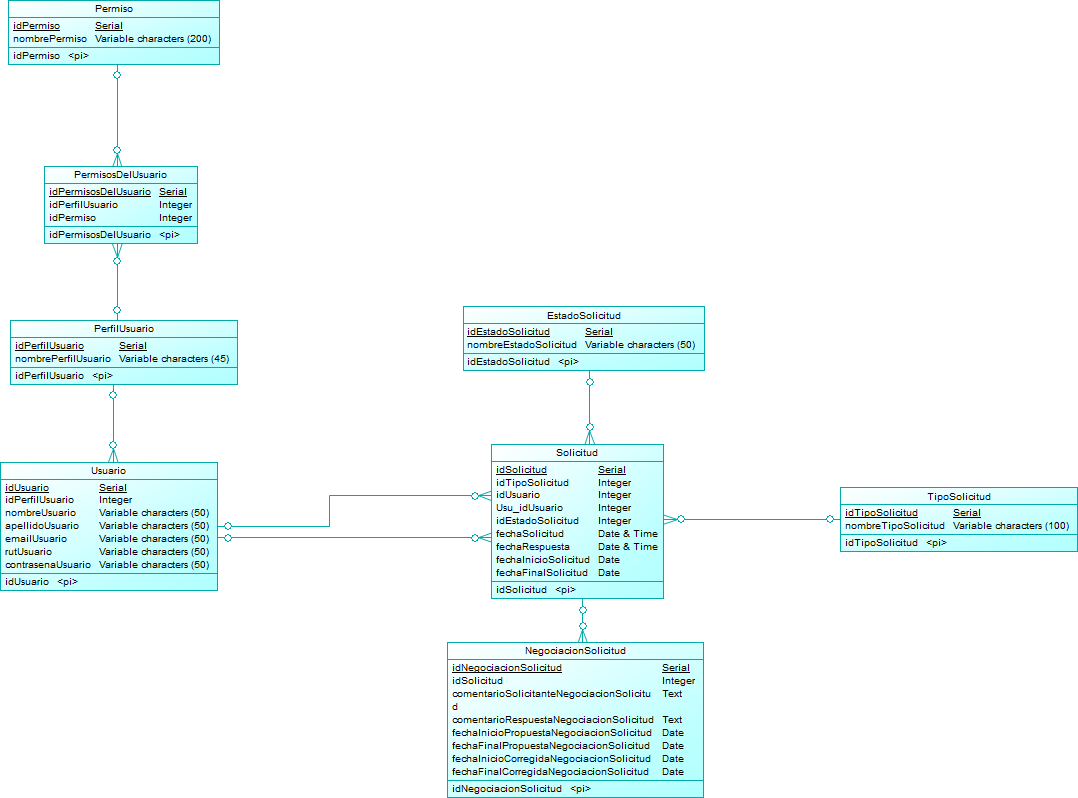 Permiso
idPermiso Serial
nombrePermiso Variable characters (200)
idPermiso <pi>
PermisosDelUsuario
idPermisosDelUsuario Serial
idPerfilUsuario Integer
idPermiso Integer
idPermisosDelUsuario <pi>
PerfilUsuario
idPerfilUsuario Serial
nombrePerfilUsuario Variable characters (45)
idPerfilUsuario <pi>
Usuario
idUsuario Serial
idPerfilUsuario Integer
nombreUsuario Variable characters (50)
apellidoUsuario Variable characters (50)
emailUsuario Variable characters (50)
rutUsuario Variable characters (50)
contrasenaUsuario Variable characters (50)
idUsuario <pi>
EstadoSolicitud
idEstadoSolicitud Serial
nombreEstadoSolicitud Variable characters (50)
idEstadoSolicitud <pi>
Solicitud
idSolicitud Serial
idTipoSolicitud Integer
idUsuario Integer
Usu_idUsuario Integer
idEstadoSolicitud Integer
fechaSolicitud Date & Time
fechaRespuesta Date & Time
fechaInicioSolicitud Date
fechaFinalSolicitud Date
idSolicitud <pi>
TipoSolicitud
idTipoSolicitud Serial
nombreTipoSolicitud Variable characters (100)
idTipoSolicitud <pi>
NegociacionSolicitud
idNegociacionSolicitud Serial
idSolicitud Integer
comentarioSolicitanteNegociacionSolicitu Text
d
comentarioRespuestaNegociacionSolicitud Text
fechaInicioPropuestaNegociacionSolicitud Date
fechaFinalPropuestaNegociacionSolicitud Date
fechaInicioCorregidaNegociacionSolicitud Date
fechaFinalCorregidaNegociacionSolicitud Date
idNegociacionSolicitud <pi>